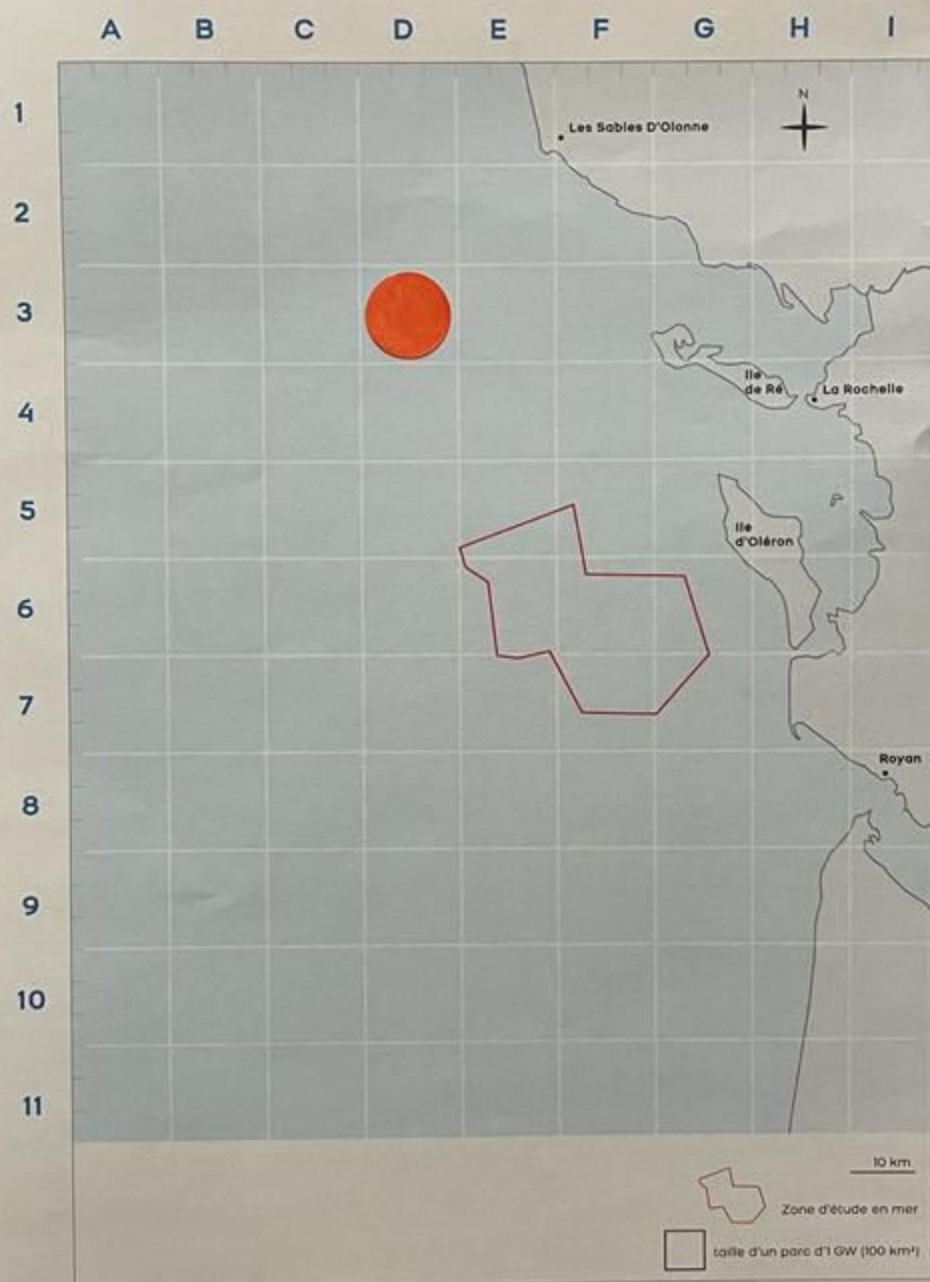 A B C D E F G H I
1
N
Les Sables D'Olonne
2
3
Ile
de Ré
La Rochelle
4
5
Ile
d'Oléron
6
7
Royan
8
9
10
11
10 km
Zone d'étude en mer
taille d'un parc d'1 GW (100 km²)